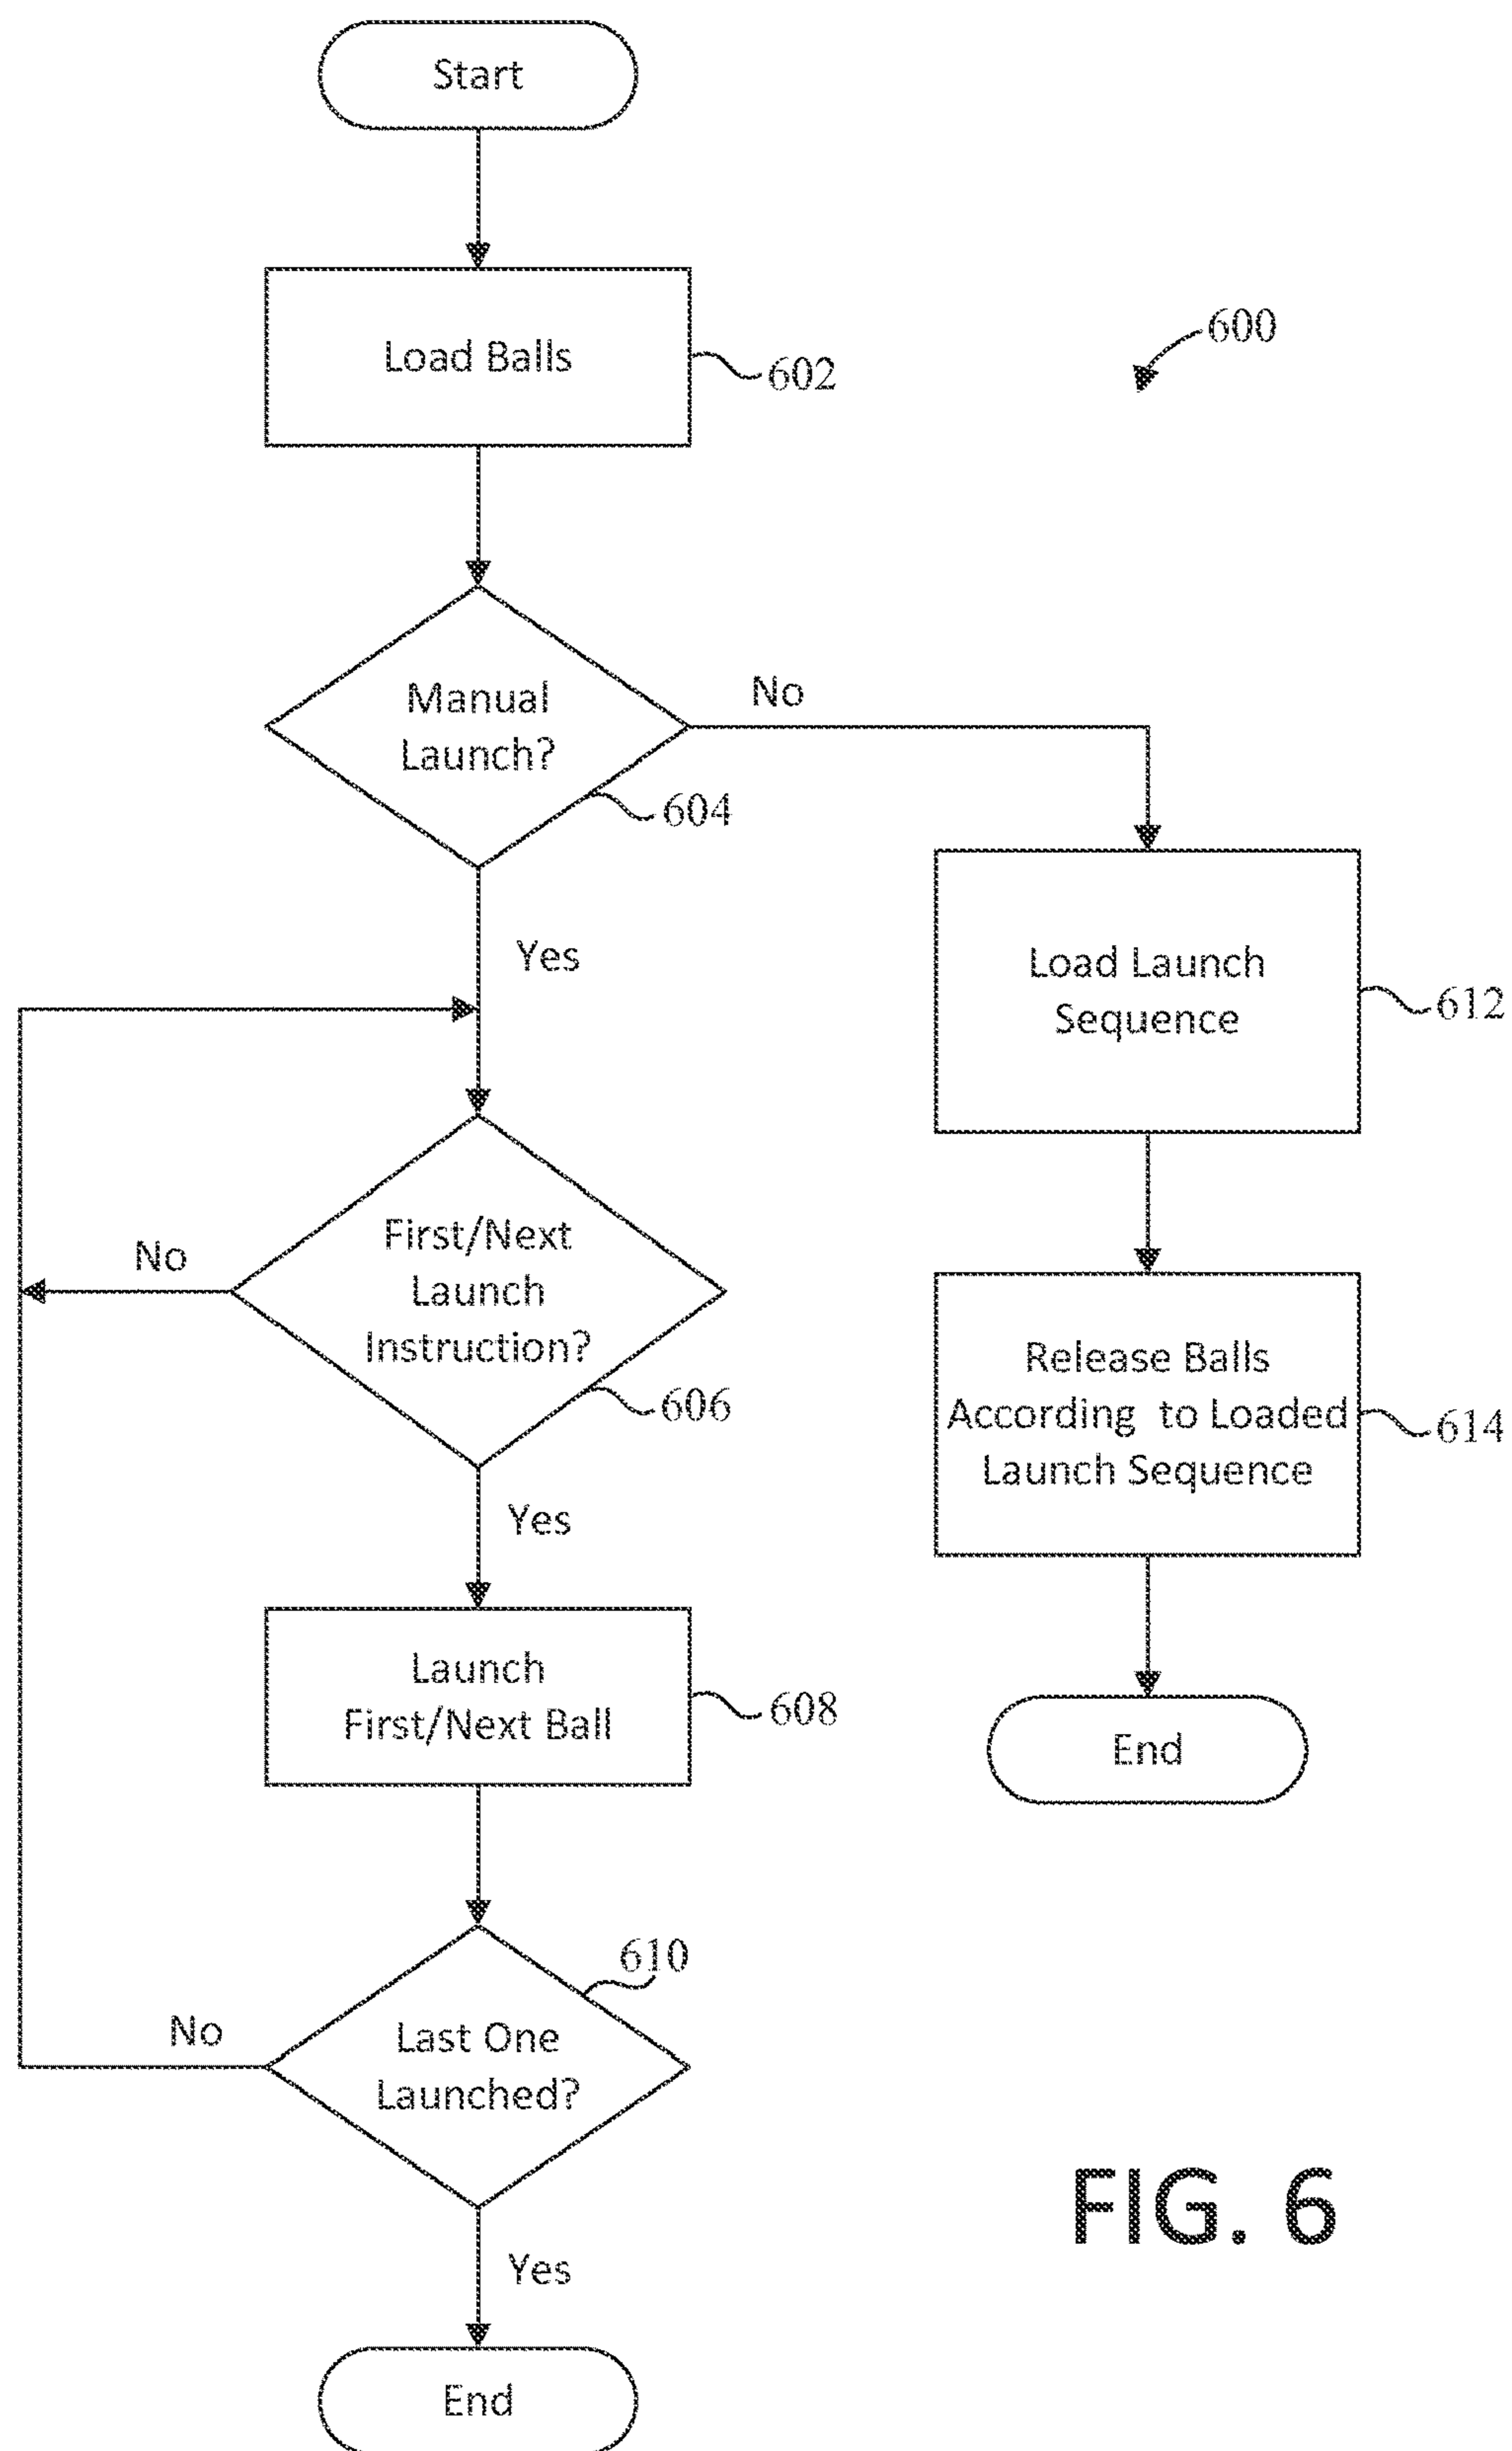 Start
Load Balls
602
600
Manual
Launch?
604
No
Yes
Load Launch
Sequence
612
First/Next
Launch
Instruction?
606
No
Yes
Release Balls
According to Loaded
Launch Sequence
614
Launch
First/Next Ball
608
End
610
Last One
Launched?
No
Yes
End
FIG. 6